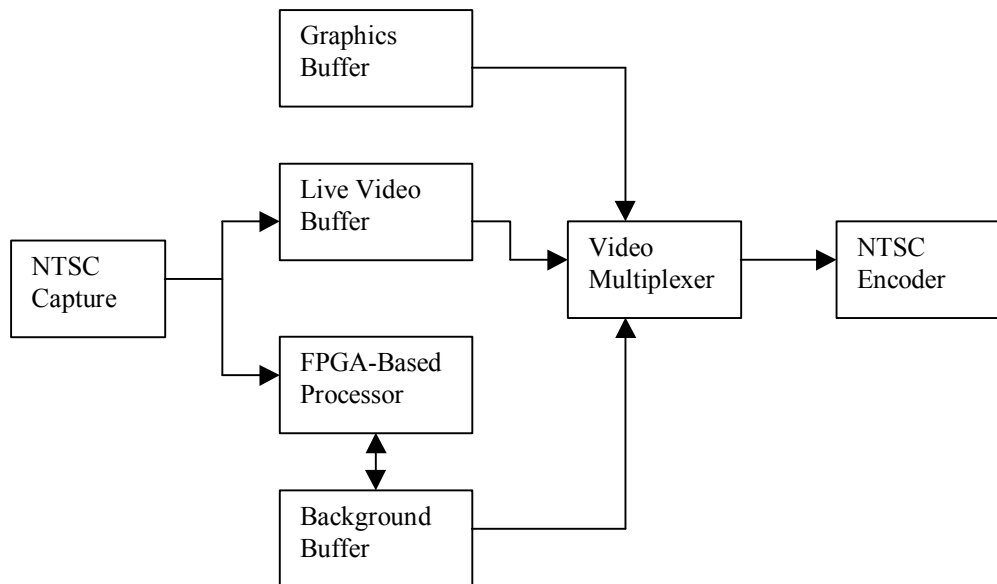 Graphics
Buffer
Live Video
Buffer
NTSC
Capture
Video
Multiplexer
NTSC
Encoder
FPGA-Based
Processor
Background
Buffer